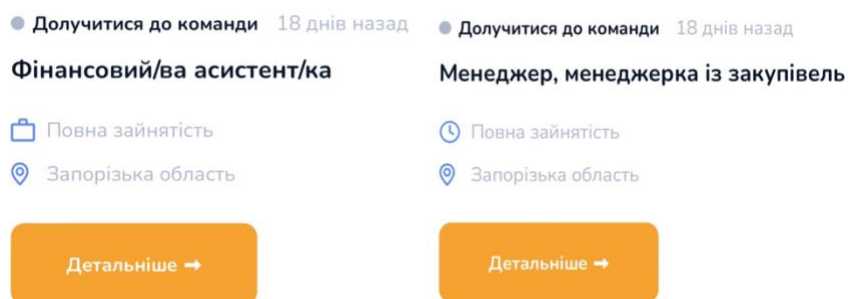 Долучитися до команди 18 днів назад
Фінансовий/ва асистент/ка
Повна зайнятість
Запорізька область
Детальніше ➞
Долучитися до команди 18 днів назад
Менеджер, менеджерка із закупівель
Повна зайнятість
Запорізька область
Детальніше ➞